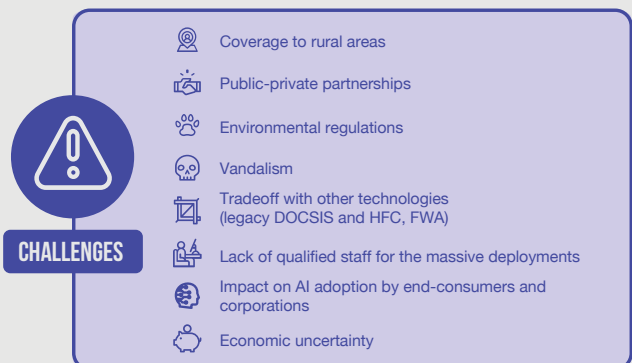 Coverage to rural areas
Public-private partnerships
Environmental regulations
Vandalism
Tradeoff with other technologies
(legacy DOCSIS and HFC, FWA)
CHALLENGES
Lack of qualified staff for the massive deployments
Impact on AI adoption by end-consumers and
corporations
Economic uncertainty